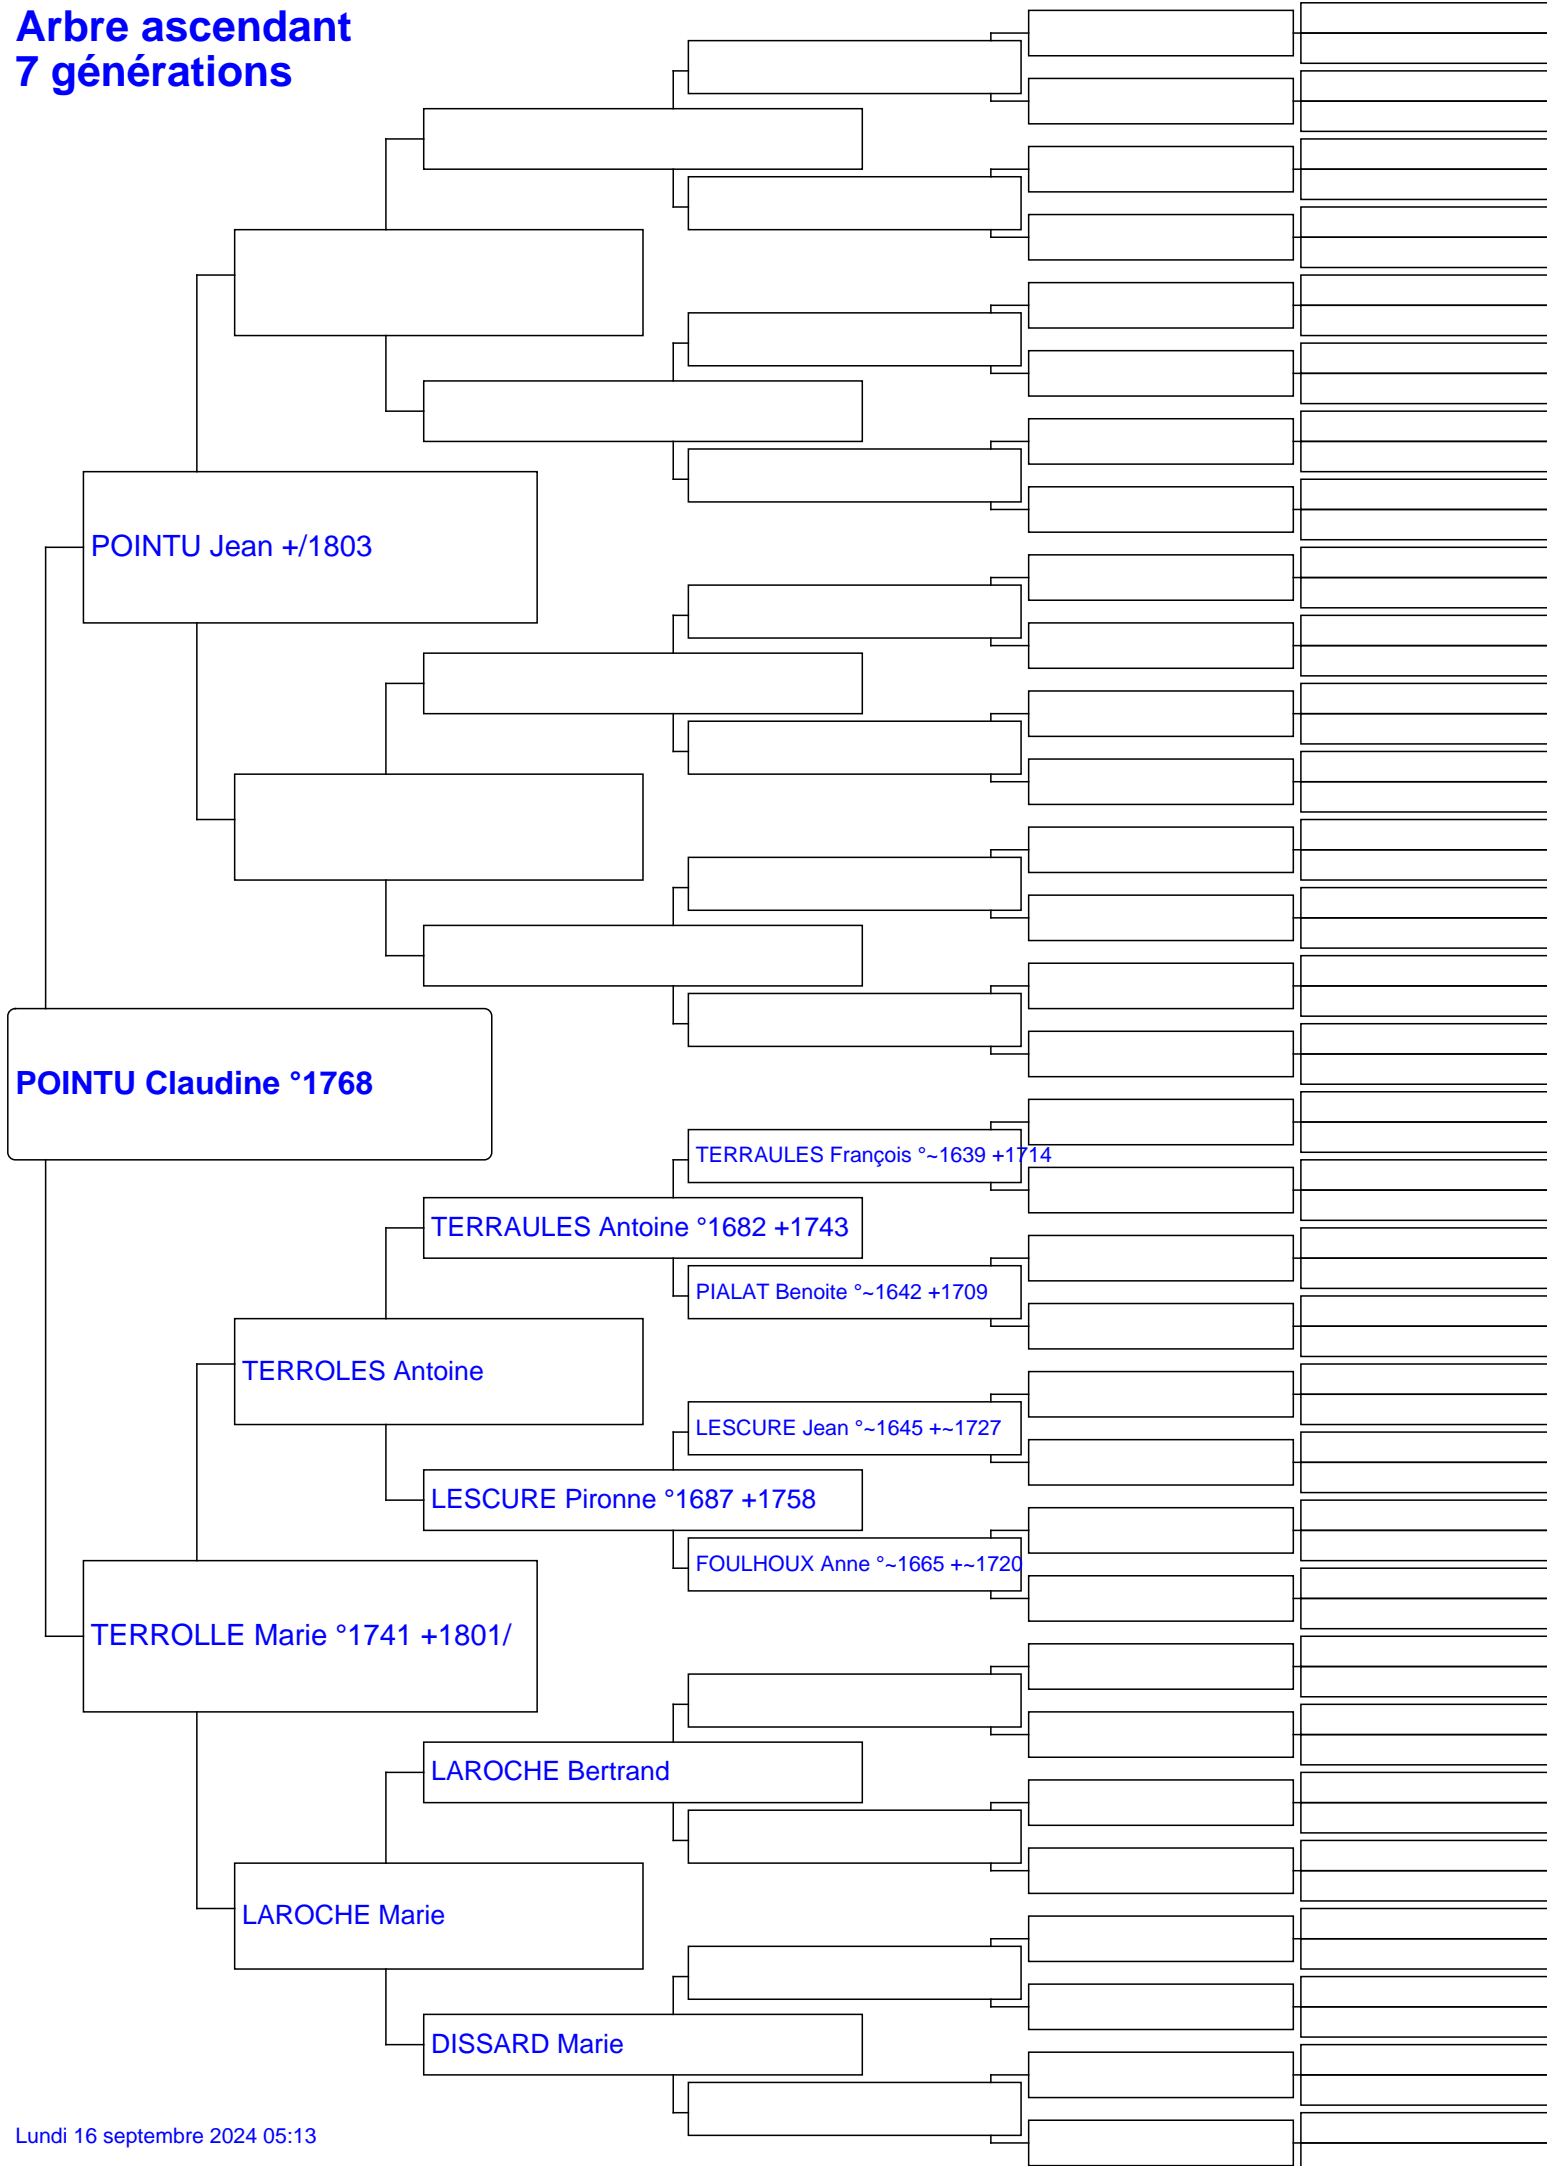 Arbre ascendant
7 générations
POINTU Jean +/1803
POINTU Claudine °1768
TERRAULES François °~1639 +1714
TERRAULES Antoine °1682 +1743
PIALAT Benoite °~1642 +1709
TERROLES Antoine
LESCURE Jean °~1645 +~1727
LESCURE Pironne °1687 +1758
FOULHOUX Anne °~1665 +~1720
TERROLLE Marie °1741 +1801/
LAROCHE Bertrand
LAROCHE Marie
DISSARD Marie
Lundi 16 septembre 2024 05:13